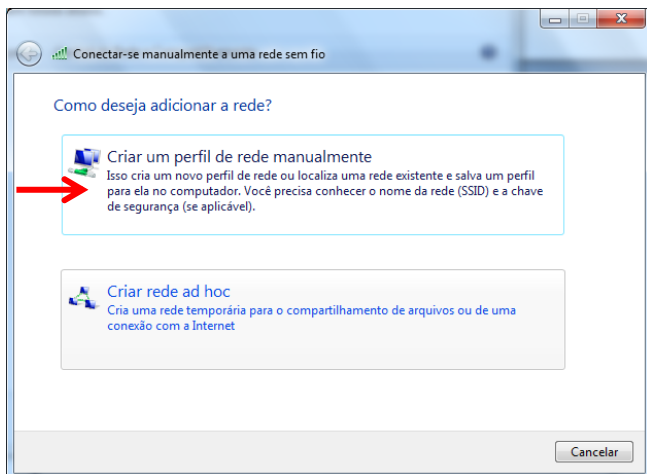 Conectar-se manualmente a uma rede sem fio
Como deseja adicionar a rede?
Criar um perfil de rede manualmente
Isso cria um novo perfil de rede ou localiza uma rede existente e salva um perfil
para ela no computador. Você precisa conhecer o nome da rede (SSID) e a chave
de segurança (se aplicável).
Criar rede ad hoc
Cria uma rede temporária para o compartilhamento de arquivos ou de uma
conexão com a Internet
Cancelar